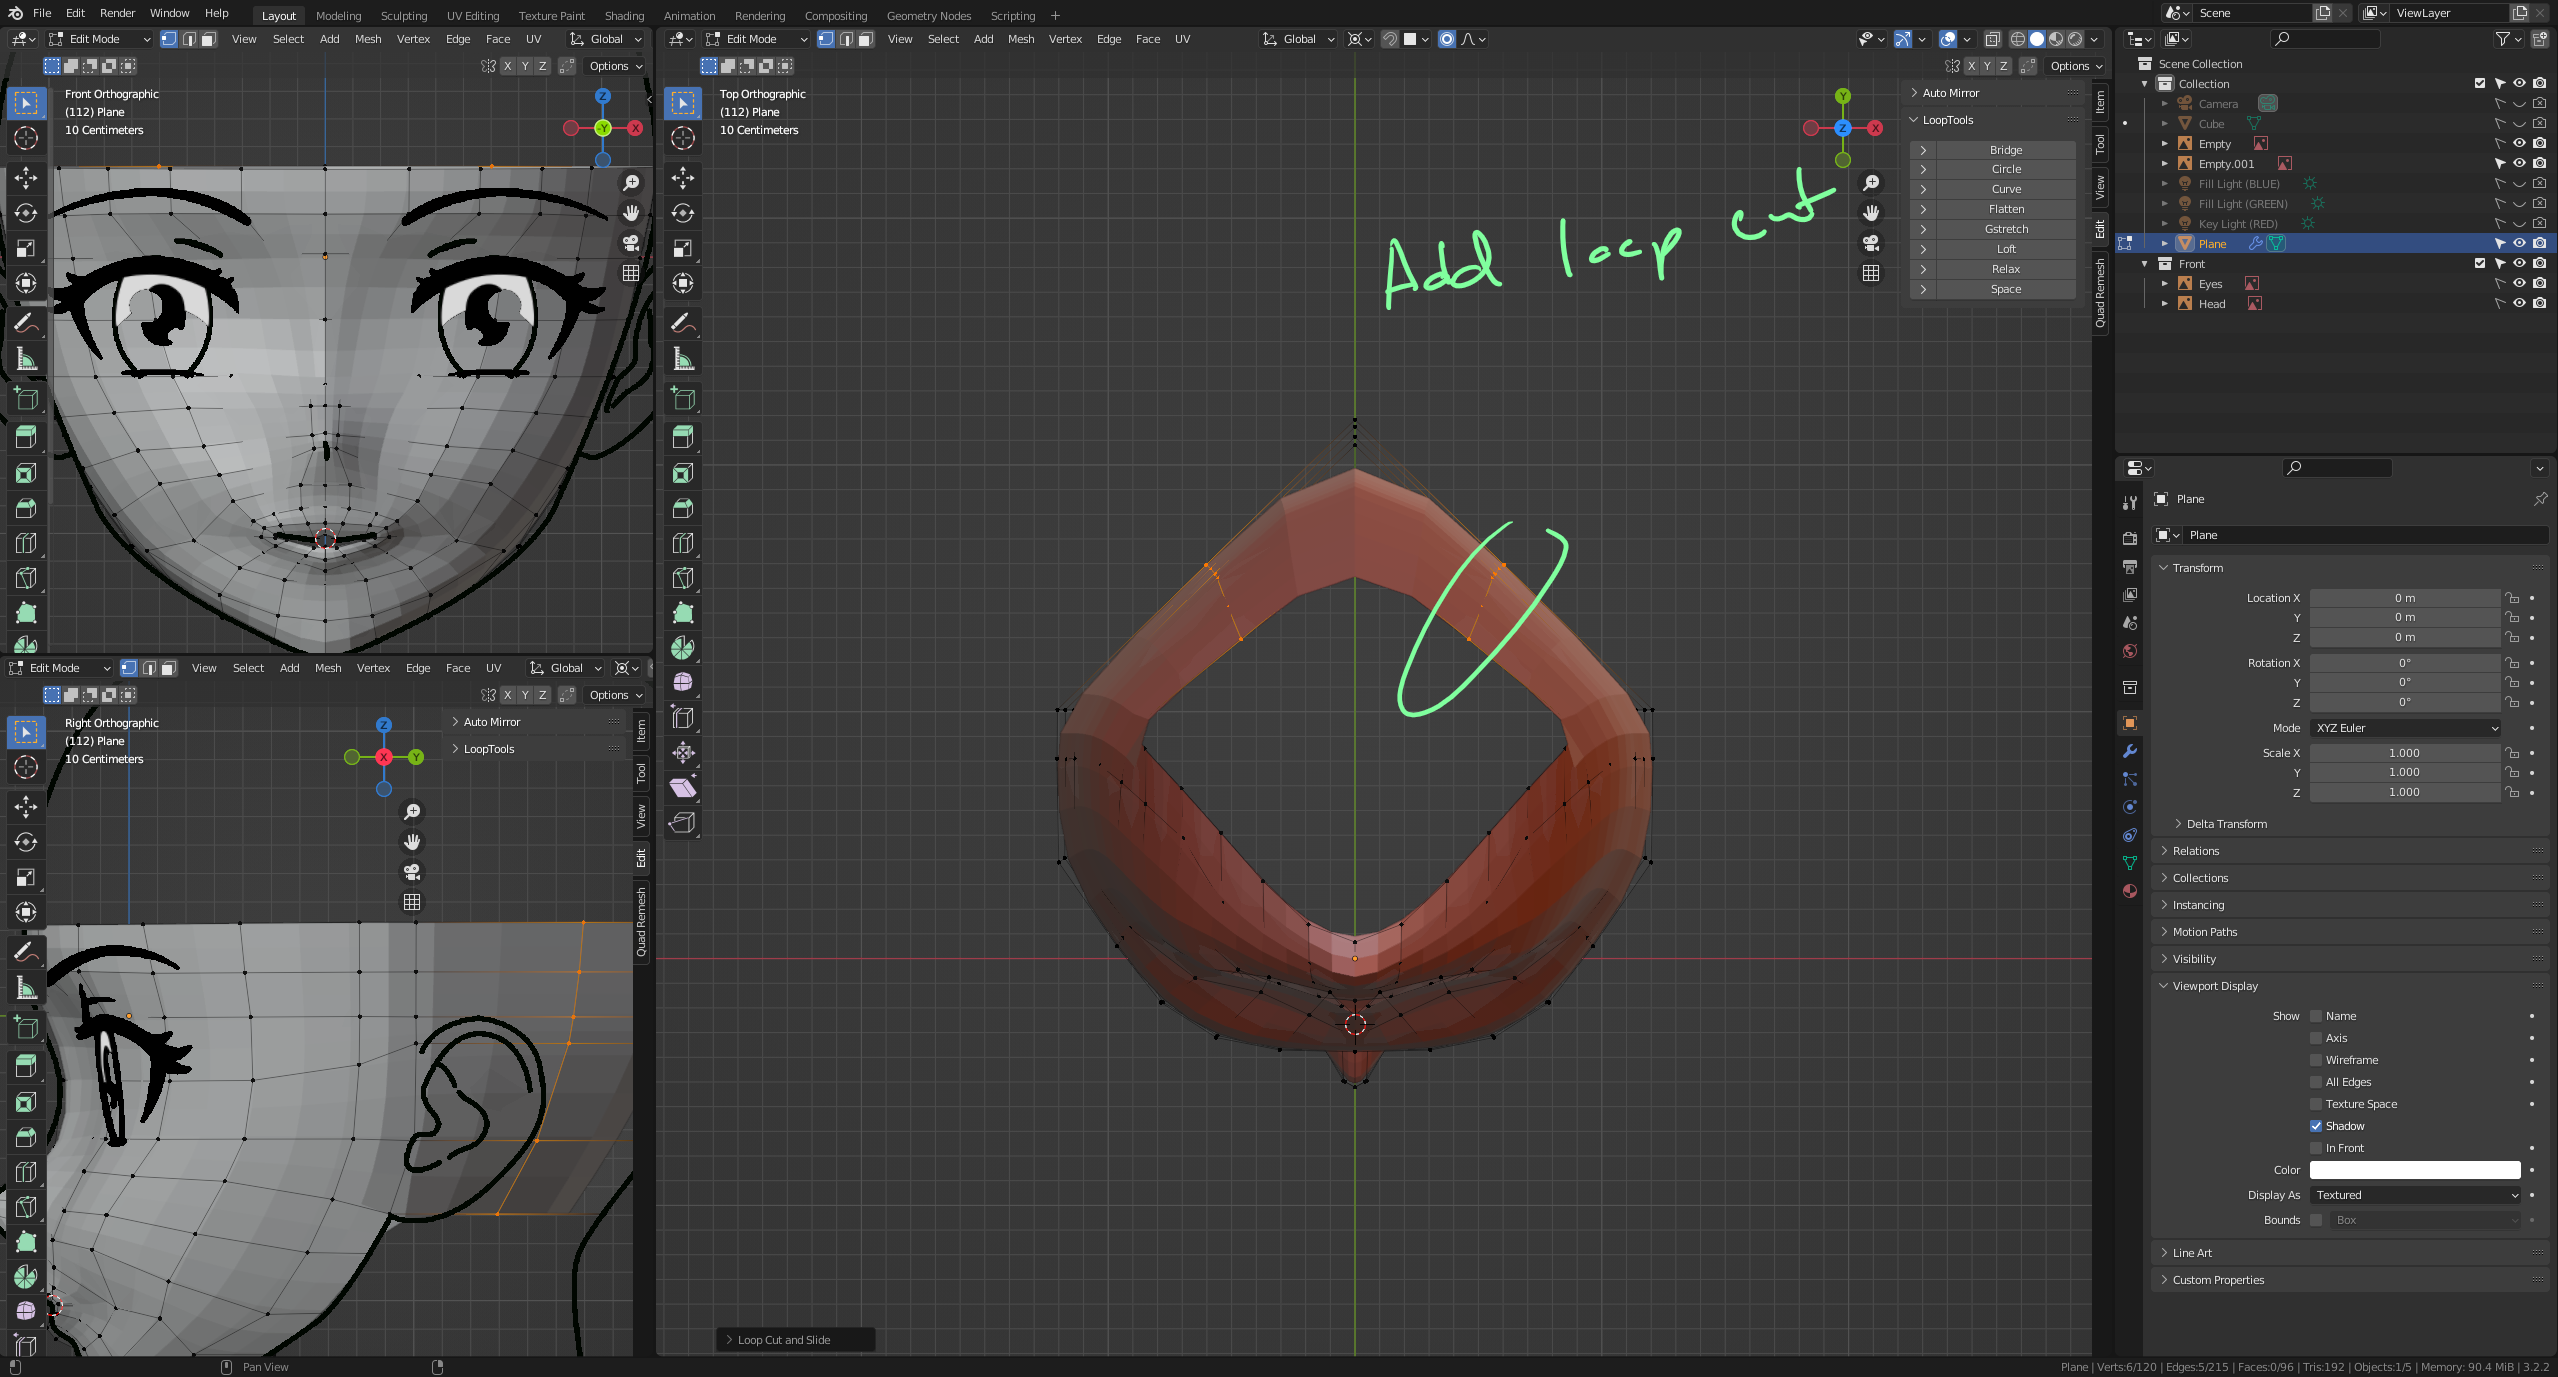 File Edit Render Window Help Layout Modeling Sculpting UV Editing Texture Paint Shading Animation Rendering Compositing Geometry Nodes Scripting + Scene ViewLayer
Edit Mode View Select Add Mesh Vertex Edge Face UV Global
X Y Z Options
Front Orthographic
(112) Plane
10 Centimeters
Z
Y
X
Edit Mode View Select Add Mesh Vertex Edge Face UV Global
X Y Z Options
Top Orthographic
(112) Plane
10 Centimeters
Y
Z
X
Add loop cut
Auto Mirror
LoopTools
Bridge
Circle
Curve
Flatten
Gstretch
Loft
Relax
Space
Item
Tool
View
Edit
Quad Remesh
Loop Cut and Slide
Edit Mode View Select Add Mesh Vertex Edge Face UV Global
X Y Z Options
Right Orthographic
(112) Plane
10 Centimeters
Z
X
Y
Auto Mirror
LoopTools
Item
Tool
View
Edit
Quad Remesh
Scene Collection
Collection
Camera
Cube
Empty
Empty.001
Fill Light (BLUE)
Fill Light (GREEN)
Key Light (RED)
Plane
Front
Eyes
Head
Plane
Plane
Transform
Location X 0 m
Y 0 m
Z 0 m
Rotation X 0°
Y 0°
Z 0°
Mode XYZ Euler
Scale X 1.000
Y 1.000
Z 1.000
Delta Transform
Relations
Collections
Instancing
Motion Paths
Visibility
Viewport Display
Show Name
Axis
Wireframe
All Edges
Texture Space
Shadow
In Front
Color
Display As Textured
Bounds Box
Line Art
Custom Properties
Pan View
Plane | Verts:6/120 | Edges:5/215 | Faces:0/96 | Tris:192 | Objects:1/5 | Memory: 90.4 MiB | 3.2.2